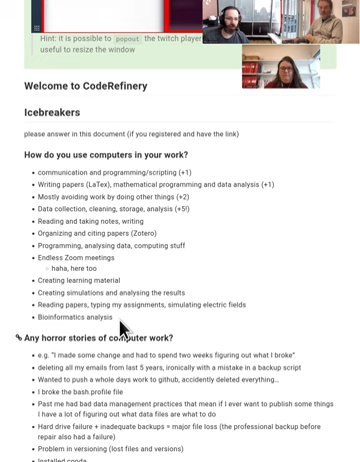 Hint: it is possible to popout the twitch player
useful to resize the window
Welcome to CodeRefinery
Icebreakers
please answer in this document (if you registered and have the link)
How do you use computers in your work?
• communication and programming/scripting (+1)
• Writing papers (LaTex), mathematical programming and data analysis (+1)
• Mostly avoiding work by doing other things (+2)
• Data collection, cleaning, storage, analysis (+5!)
• Reading and taking notes, writing
• Organizing and citing papers (Zotero)
• Programming, analysing data, computing stuff
• Endless Zoom meetings
◦ haha, here too
• Creating learning material
• Creating simulations and analysing the results
• Reading papers, typing my assignments, simulating electric fields
• Bioinformatics analysis
Any horror stories of computer work?
• e.g. "I made some change and had to spend two weeks figuring out what I broke"
• deleting all my emails from last 5 years, ironically with a mistake in a backup script
• Wanted to push a whole days work to github, accidently deleted everything...
• I broke the bash.profile file
• Past me had bad data management practices that mean if I ever want to publish some things
I have a lot of figuring out what data files are what to do
• Hard drive failure + inadequate backups = major file loss (the professional backup before
repair also had a failure)
• Problem in versioning (lost files and versions)
• Installed conda